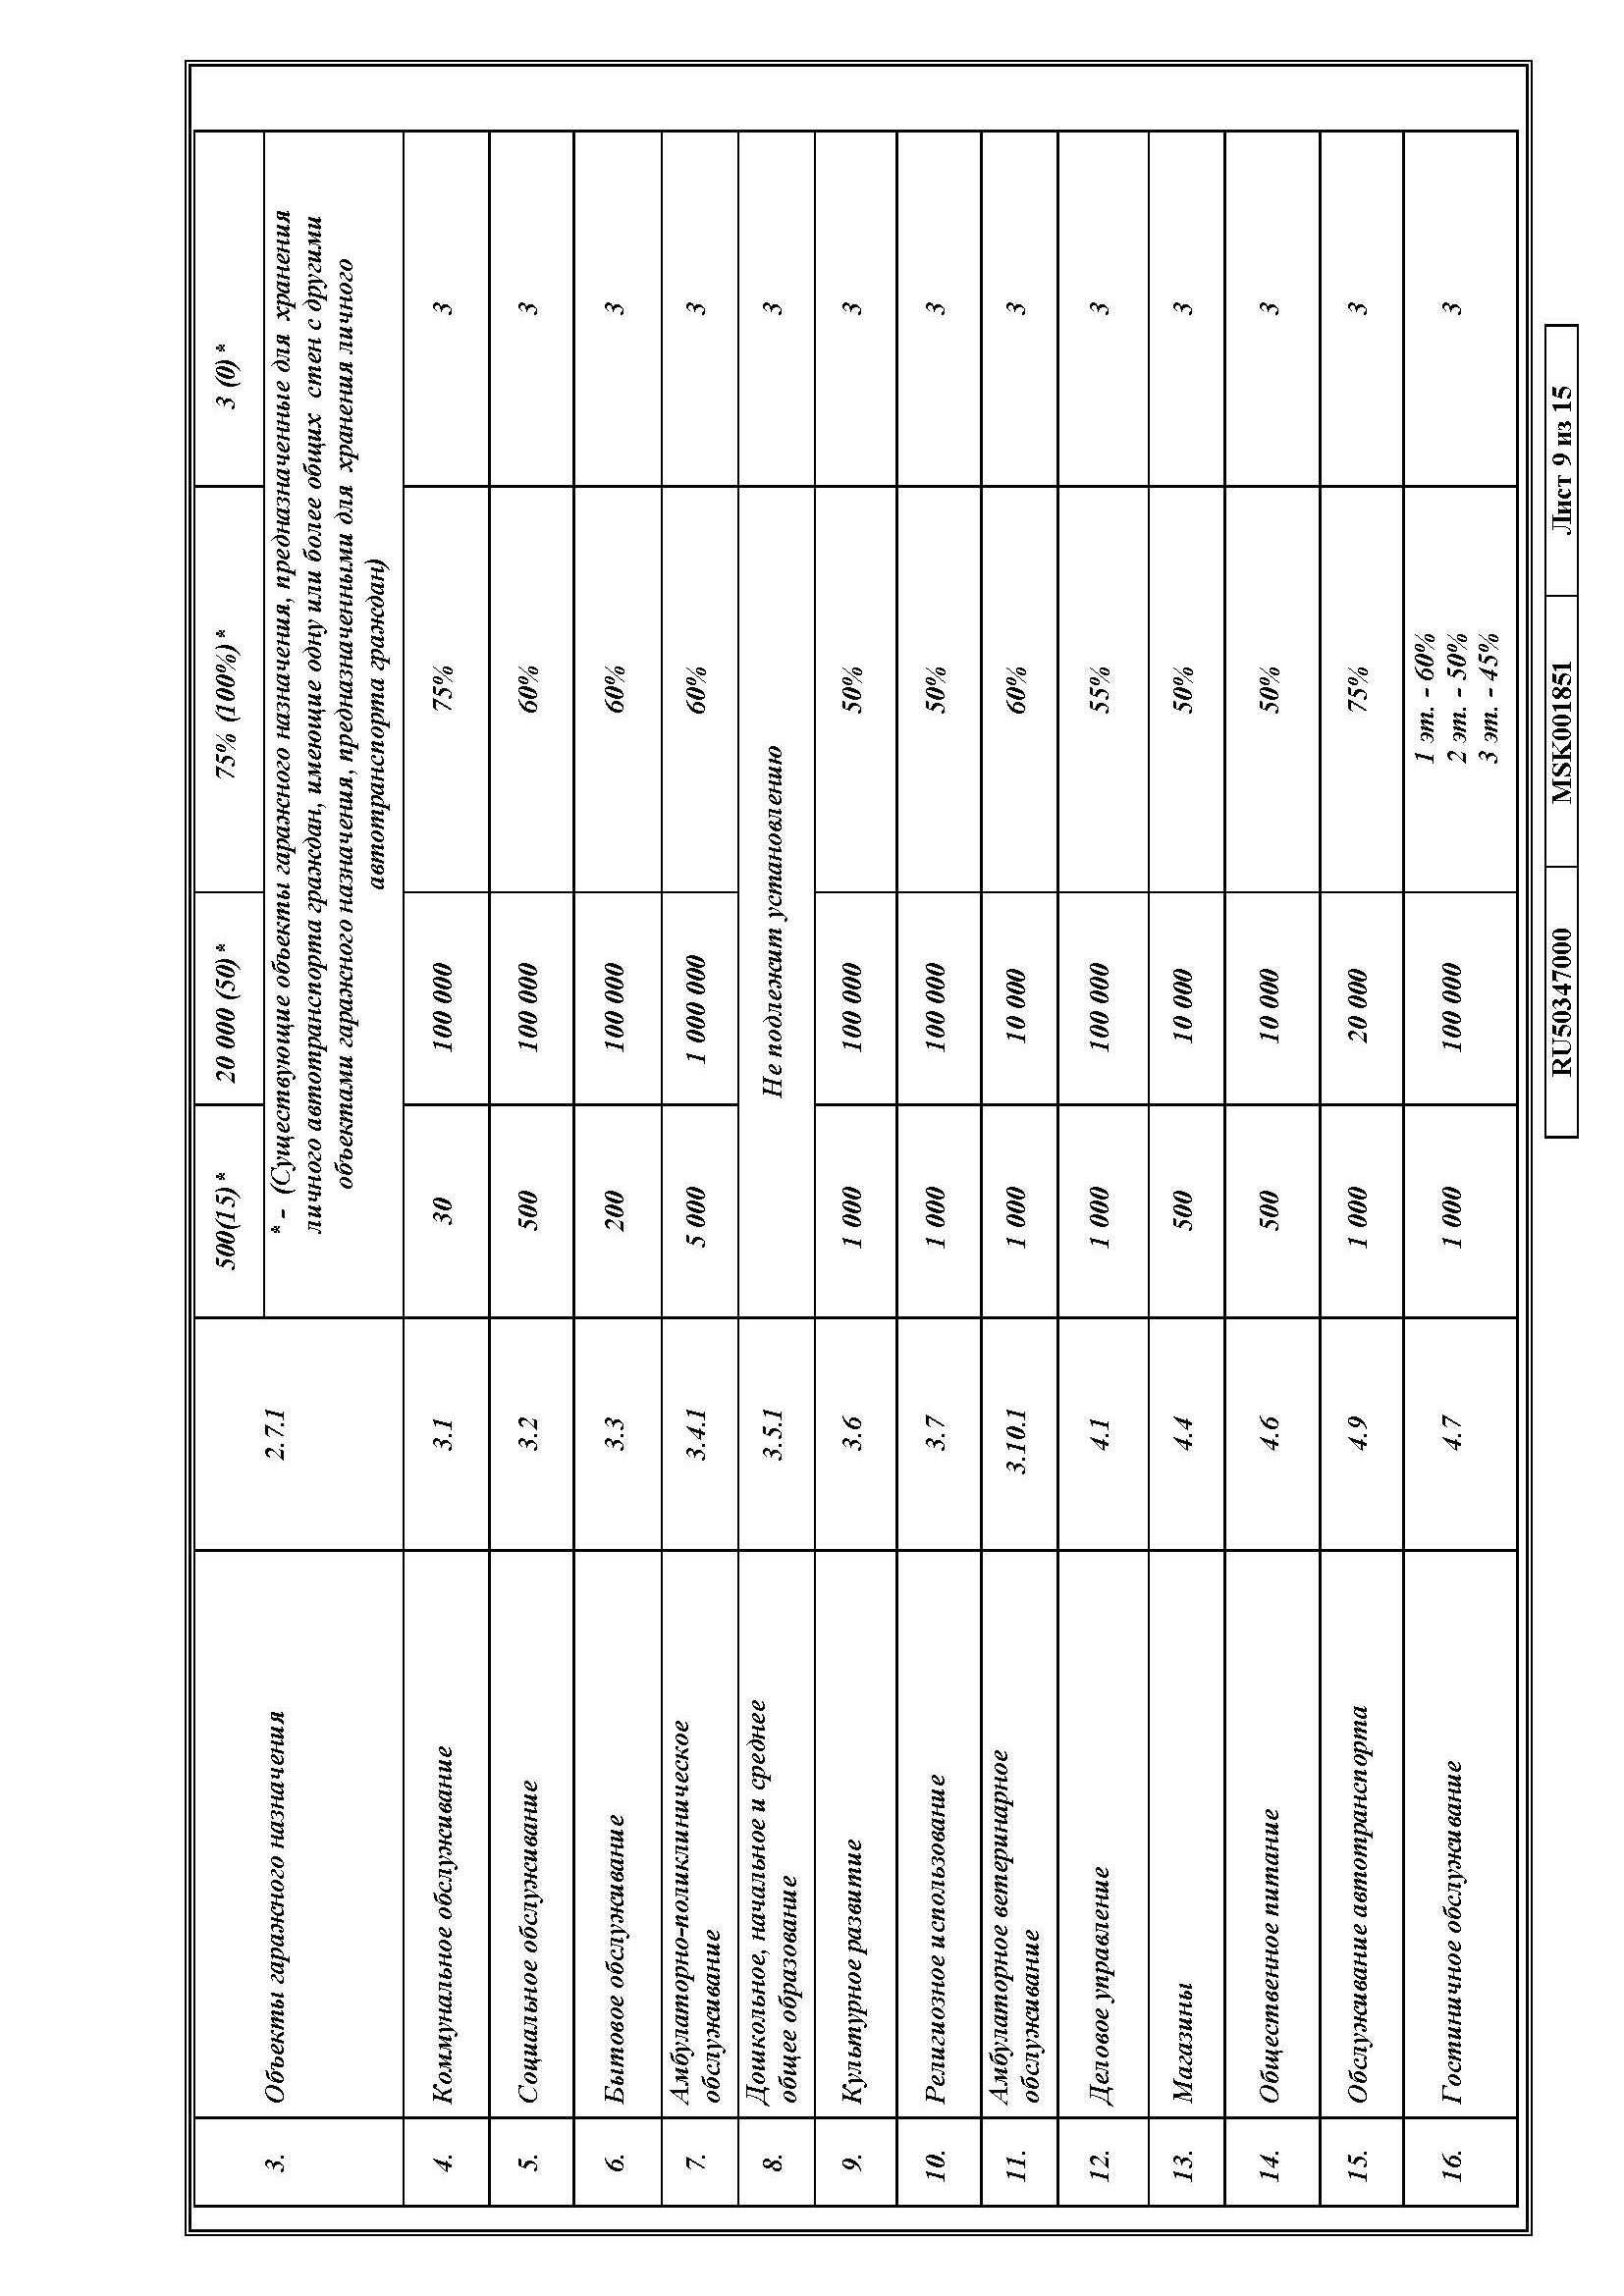 3. Объекты гаражного назначения 2.7.1 500(15) * 20 000 (50) * 75% (100%) * 3 (0) *
* - (Существующие объекты гаражного назначения, предназначенные для хранения
личного автотранспорта граждан, имеющие одну или более общих стен с другими
объектами гаражного назначения, предназначенными для хранения личного
автотранспорта граждан)
4. Коммунальное обслуживание 3.1 30 100 000 75% 3
5. Социальное обслуживание 3.2 500 100 000 60% 3
6. Бытовое обслуживание 3.3 200 100 000 60% 3
7. Амбулаторно-поликлиническое
обслуживание 3.4.1 5 000 1 000 000 60% 3
8. Дошкольное, начальное и среднее
общее образование 3.5.1 Не подлежит установлению 3
9. Культурное развитие 3.6 1 000 100 000 50% 3
10. Религиозное использование 3.7 1 000 100 000 50% 3
11. Амбулаторное ветеринарное
обслуживание 3.10.1 1 000 10 000 60% 3
12. Деловое управление 4.1 1 000 100 000 55% 3
13. Магазины 4.4 500 10 000 50% 3
14. Общественное питание 4.6 500 10 000 50% 3
15. Обслуживание автотранспорта 4.9 1 000 20 000 75% 3
16. Гостиничное обслуживание 4.7 1 000 100 000 1 эт. - 60% 3
2 эт. - 50%
3 эт. - 45%
RU50347000 MSK001851 Лист 9 из 15